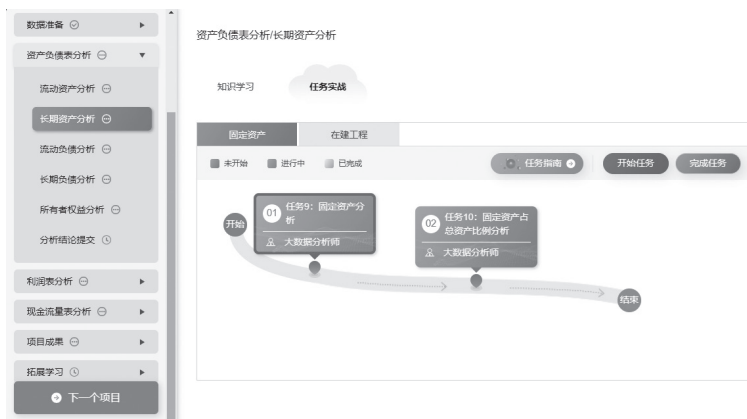 数据准备
资产负债表分析
流动资产分析
长期资产分析
流动负债分析
长期负债分析
所有者权益分析
分析结论提交
利润表分析
现金流量表分析
项目成果
拓展学习
下一个项目
资产负债表分析/长期资产分析
知识学习 任务实战
固定资产 在建工程
未开始 进行中 已完成 任务指南 开始任务 完成任务
开始
01 任务9：固定资产分
析
大数据分析师
02 任务10：固定资产占
总资产比例分析
大数据分析师
结束